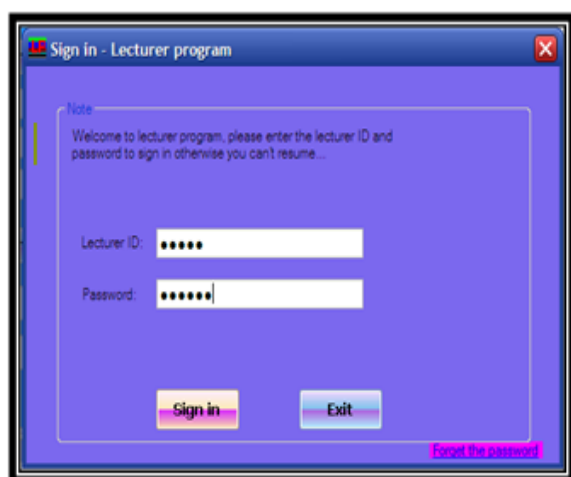 Sign in - Lecturer program
Note
Welcome to lecturer program, please enter the lecturer ID and
password to sign in otherwise you can't resume...
Lecturer ID: •••••
Password: ••••••
Sign in Exit
Forget the password